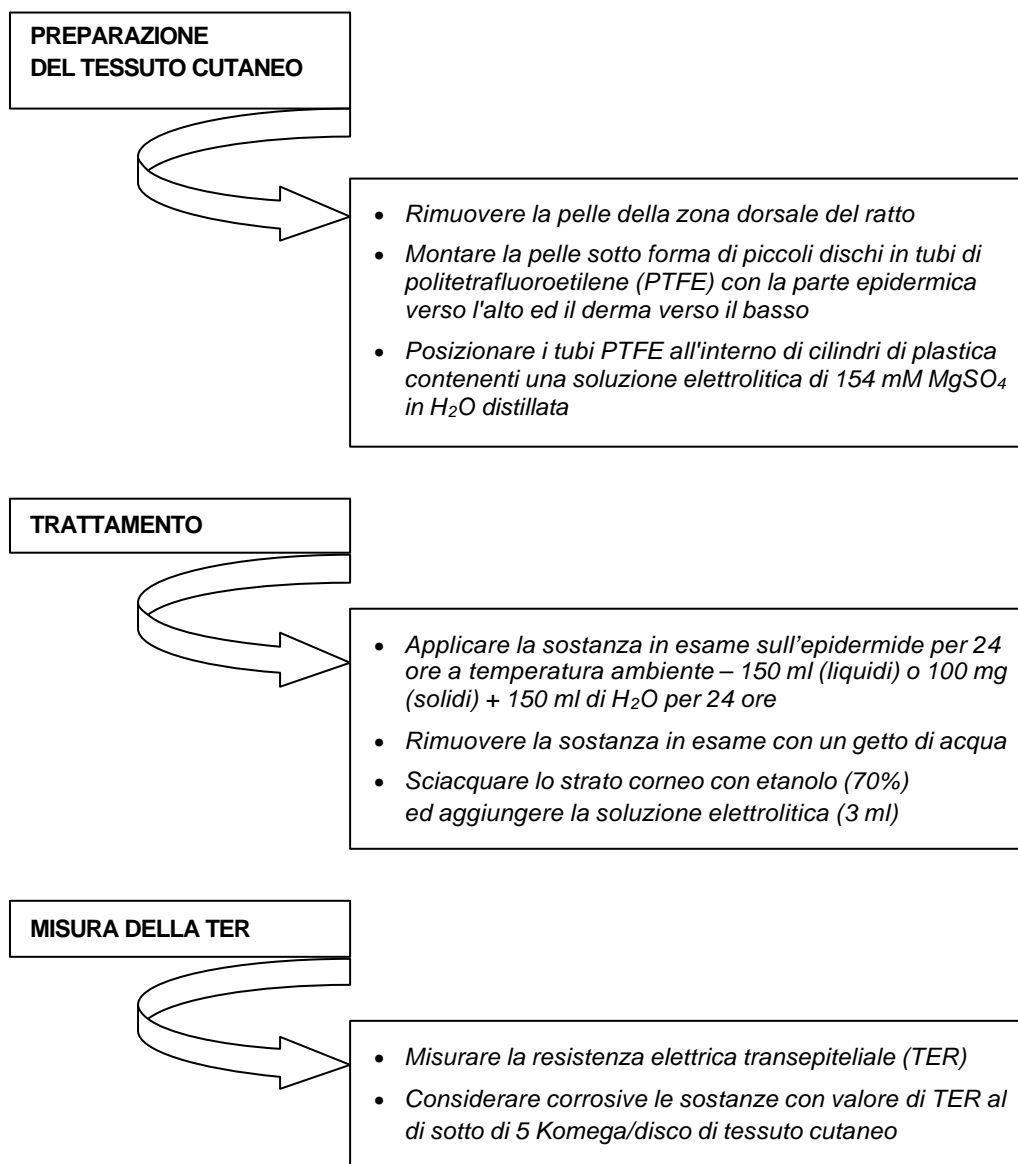 PREPARAZIONE
DEL TESSUTO CUTANEO
• Rimuovere la pelle della zona dorsale del ratto
• Montare la pelle sotto forma di piccoli dischi in tubi di
politetrafluoroetilene (PTFE) con la parte epidermica
verso l'alto ed il derma verso il basso
• Posizionare i tubi PTFE all'interno di cilindri di plastica
contenenti una soluzione elettrolitica di 154 mM MgSO₄
in H₂O distillata
TRATTAMENTO
• Applicare la sostanza in esame sull’epidermide per 24
ore a temperatura ambiente – 150 ml (liquidi) o 100 mg
(solidi) + 150 ml di H₂O per 24 ore
• Rimuovere la sostanza in esame con un getto di acqua
• Sciacquare lo strato corneo con etanolo (70%)
ed aggiungere la soluzione elettrolitica (3 ml)
MISURA DELLA TER
• Misurare la resistenza elettrica transepiteliale (TER)
• Considerare corrosive le sostanze con valore di TER al
di sotto di 5 Komega/disco di tessuto cutaneo